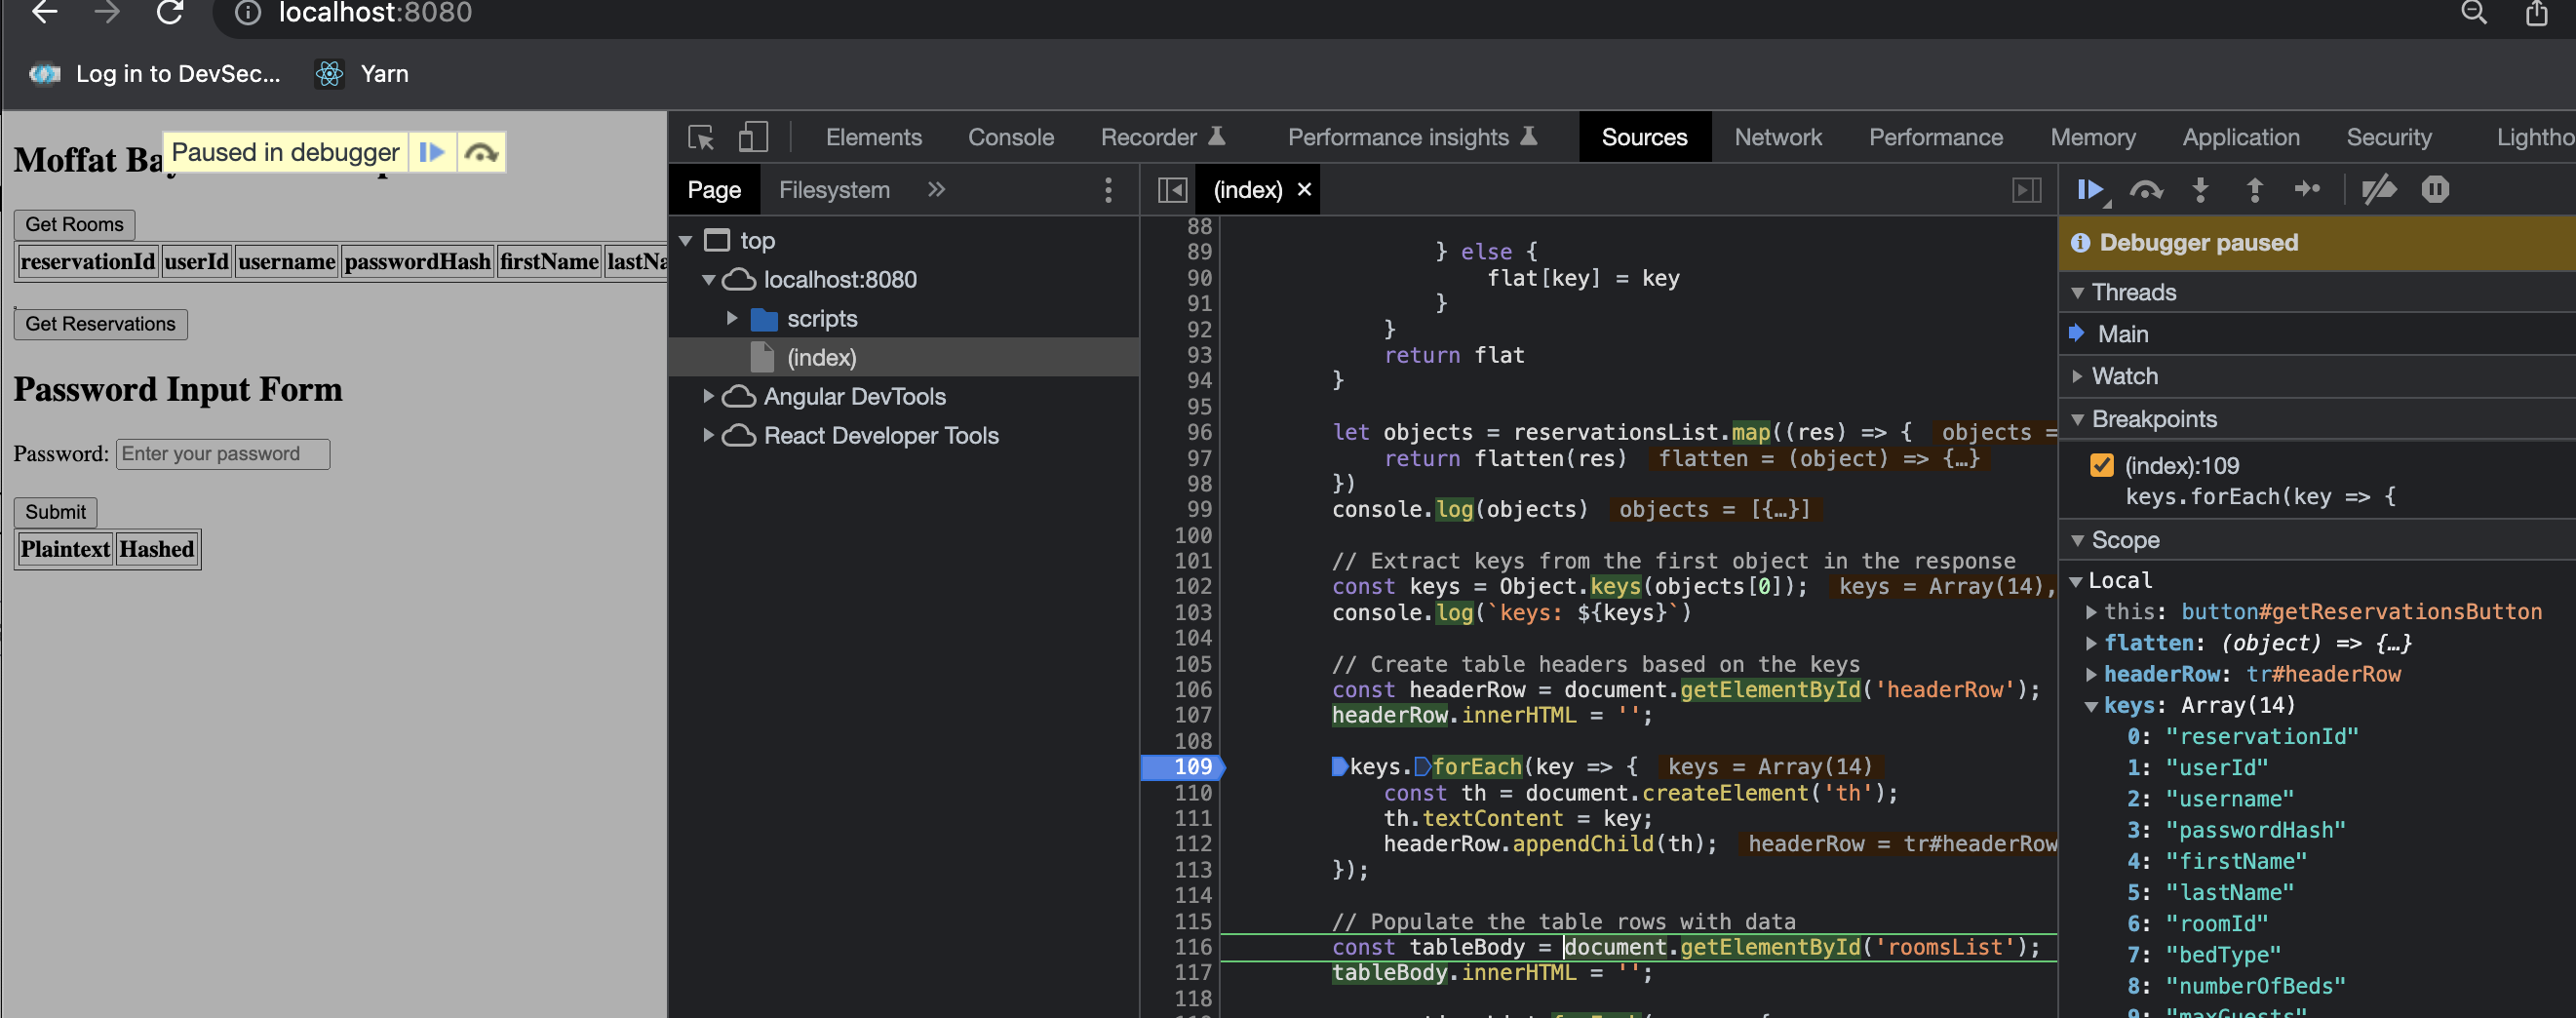 localhost:8080
Log in to DevSec...
Yarn
Moffat Ba
Paused in debugger
Get Rooms
reservationId userId username passwordHash firstName lastNa
Get Reservations
Password Input Form
Password: Enter your password
Submit
Plaintext Hashed
Elements Console Recorder Performance insights Sources Network Performance Memory Application Security Lightho
Page Filesystem »
top
localhost:8080
scripts
(index)
Angular DevTools
React Developer Tools
(index) ×
88
89 } else {
90 flat[key] = key
91 }
92 }
93 return flat
94 }
95
96 let objects = reservationsList.map((res) => { objects =
97 return flatten(res) flatten = (object) => {…}
98 })
99 console.log(objects) objects = [{…}]
100
101 // Extract keys from the first object in the response
102 const keys = Object.keys(objects[0]); keys = Array(14),
103 console.log(`keys: ${keys}`)
104
105 // Create table headers based on the keys
106 const headerRow = document.getElementById('headerRow');
107 headerRow.innerHTML = '';
108
109 keys.forEach(key => { keys = Array(14)
110 const th = document.createElement('th');
111 th.textContent = key;
112 headerRow.appendChild(th); headerRow = tr#headerRow
113 });
114
115 // Populate the table rows with data
116 const tableBody = document.getElementById('roomsList');
117 tableBody.innerHTML = '';
118
Debugger paused
Threads
Main
Watch
Breakpoints
(index):109
keys.forEach(key => {
Scope
Local
this: button#getReservationsButton
flatten: (object) => {…}
headerRow: tr#headerRow
keys: Array(14)
0: "reservationId"
1: "userId"
2: "username"
3: "passwordHash"
4: "firstName"
5: "lastName"
6: "roomId"
7: "bedType"
8: "numberOfBeds"
9: "maxGuests"